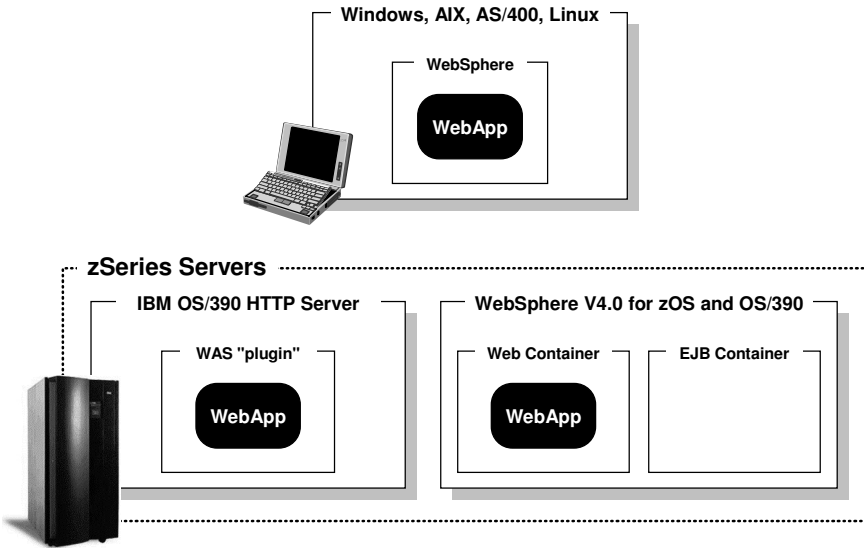 Windows, AIX, AS/400, Linux
WebSphere
WebApp
zSeries Servers
IBM OS/390 HTTP Server
WAS "plugin"
WebApp
WebSphere V4.0 for zOS and OS/390
Web Container
WebApp
EJB Container